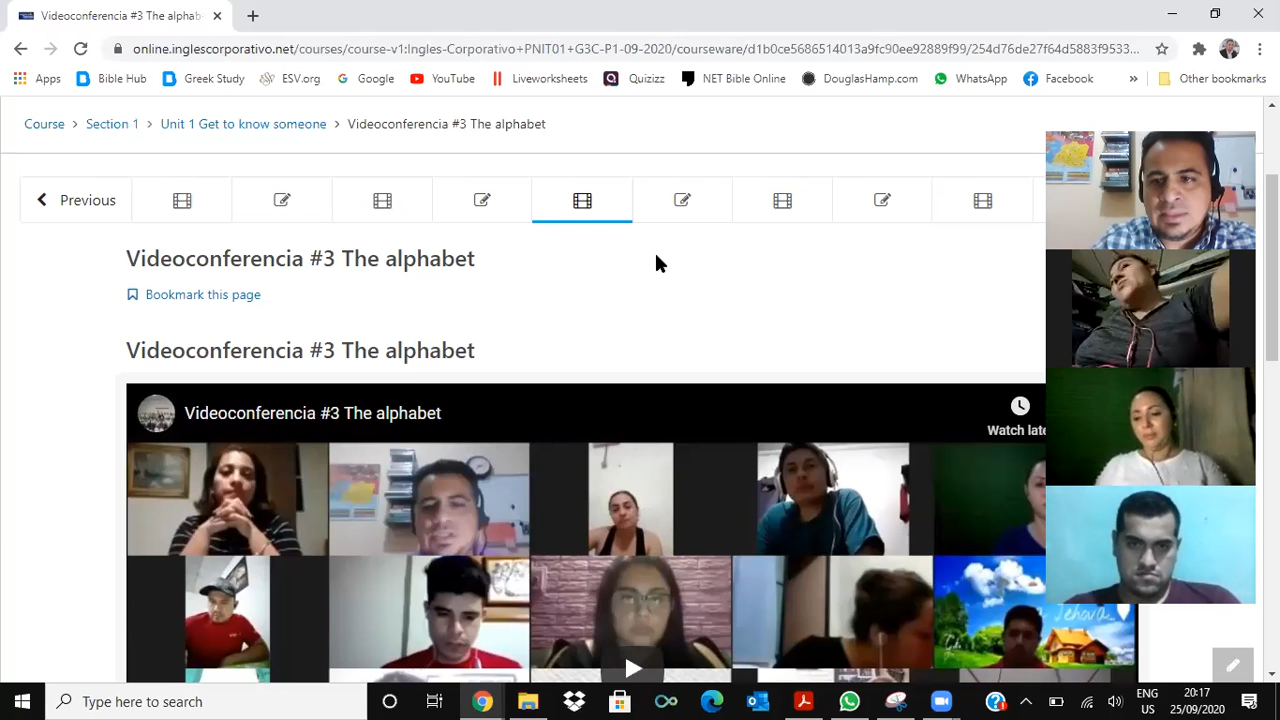 Videoconferencia #3 The alphab
online.inglescorporativo.net/courses/course-v1:Ingles-Corporativo+PNIT01+G3C-P1-09-2020/courseware/d1b0ce5686514013a9fc90ee92889f99/254d76de27f64d5883f9533...
Apps Bible Hub Greek Study ESV.org Google YouTube Liveworksheets Quizizz NET Bible Online DouglasHamp.com WhatsApp Facebook » Other bookmarks
Course > Section 1 > Unit 1 Get to know someone > Videoconferencia #3 The alphabet
Previous
Videoconferencia #3 The alphabet
Bookmark this page
Videoconferencia #3 The alphabet
Videoconferencia #3 The alphabet
Watch late
Jehova
Type here to search
ENG 20:17
US 25/09/2020